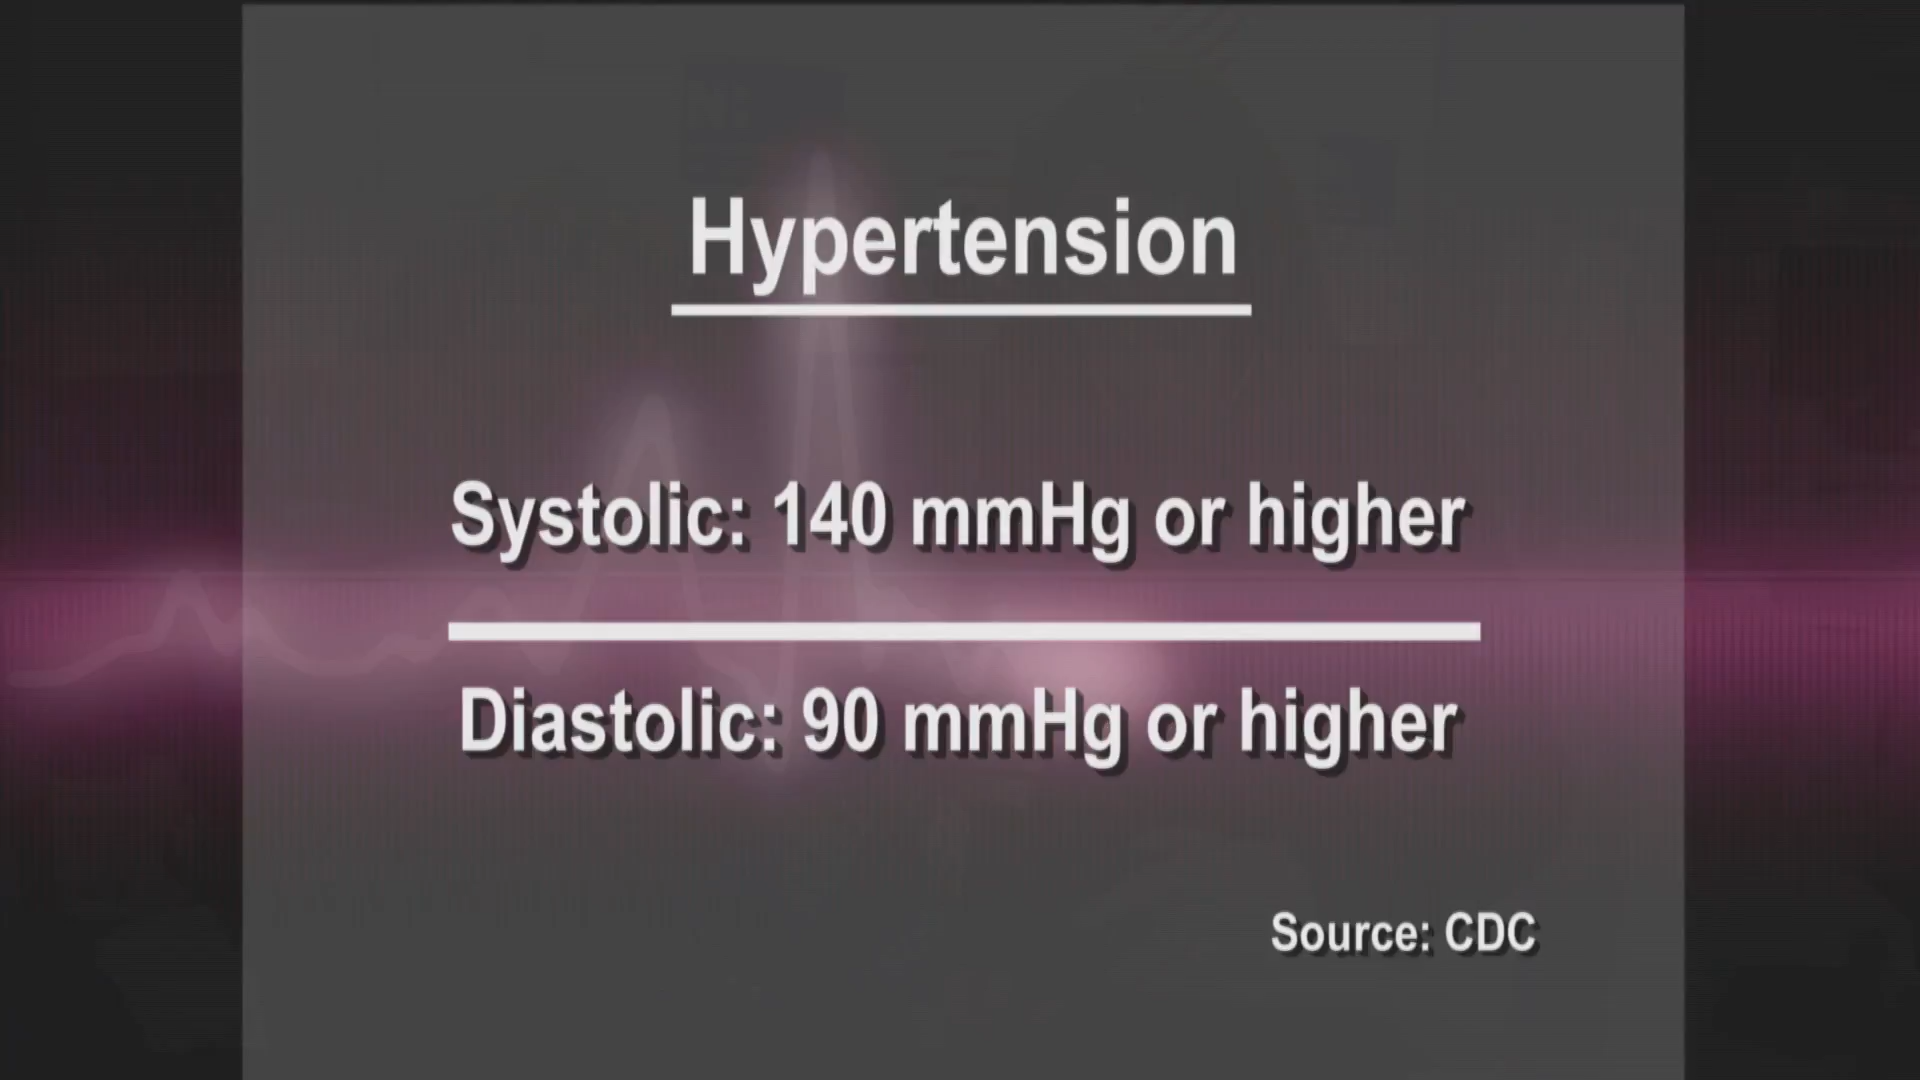 Hypertension
Systolic: 140 mmHg or higher
Diastolic: 90 mmHg or higher
Source: CDC